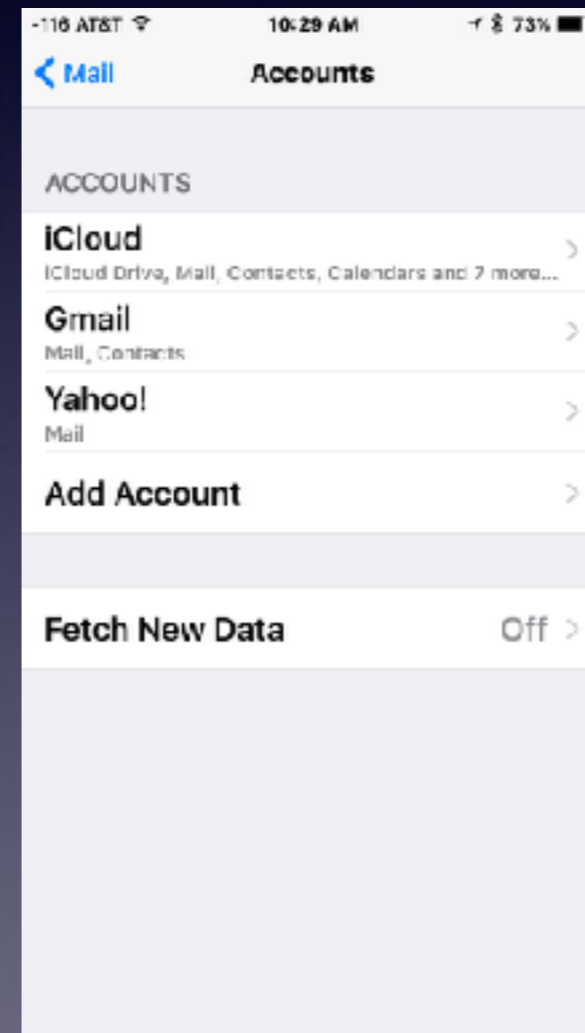 -116 AT&T 10:29 AM 73%
Mail Accounts
ACCOUNTS
iCloud
iCloud Drive, Mail, Contacts, Calendars and 7 more...
Gmail
Mail, Contacts
Yahoo!
Mail
Add Account
Fetch New Data Off